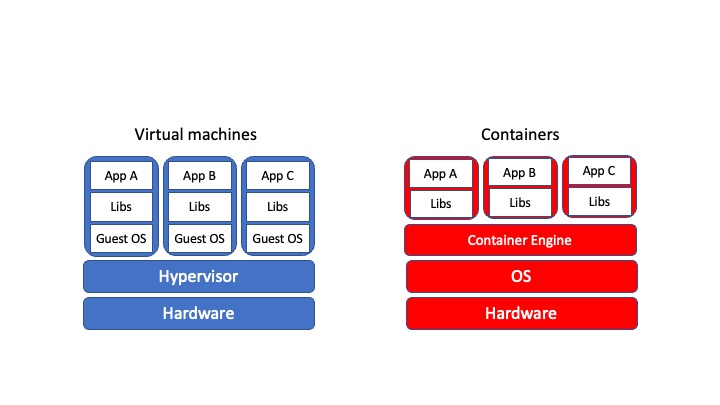 Virtual machines
App A
Libs
Guest OS
App B
Libs
Guest OS
App C
Libs
Guest OS
Hypervisor
Hardware
Containers
App A
Libs
App B
Libs
App C
Libs
Container Engine
OS
Hardware